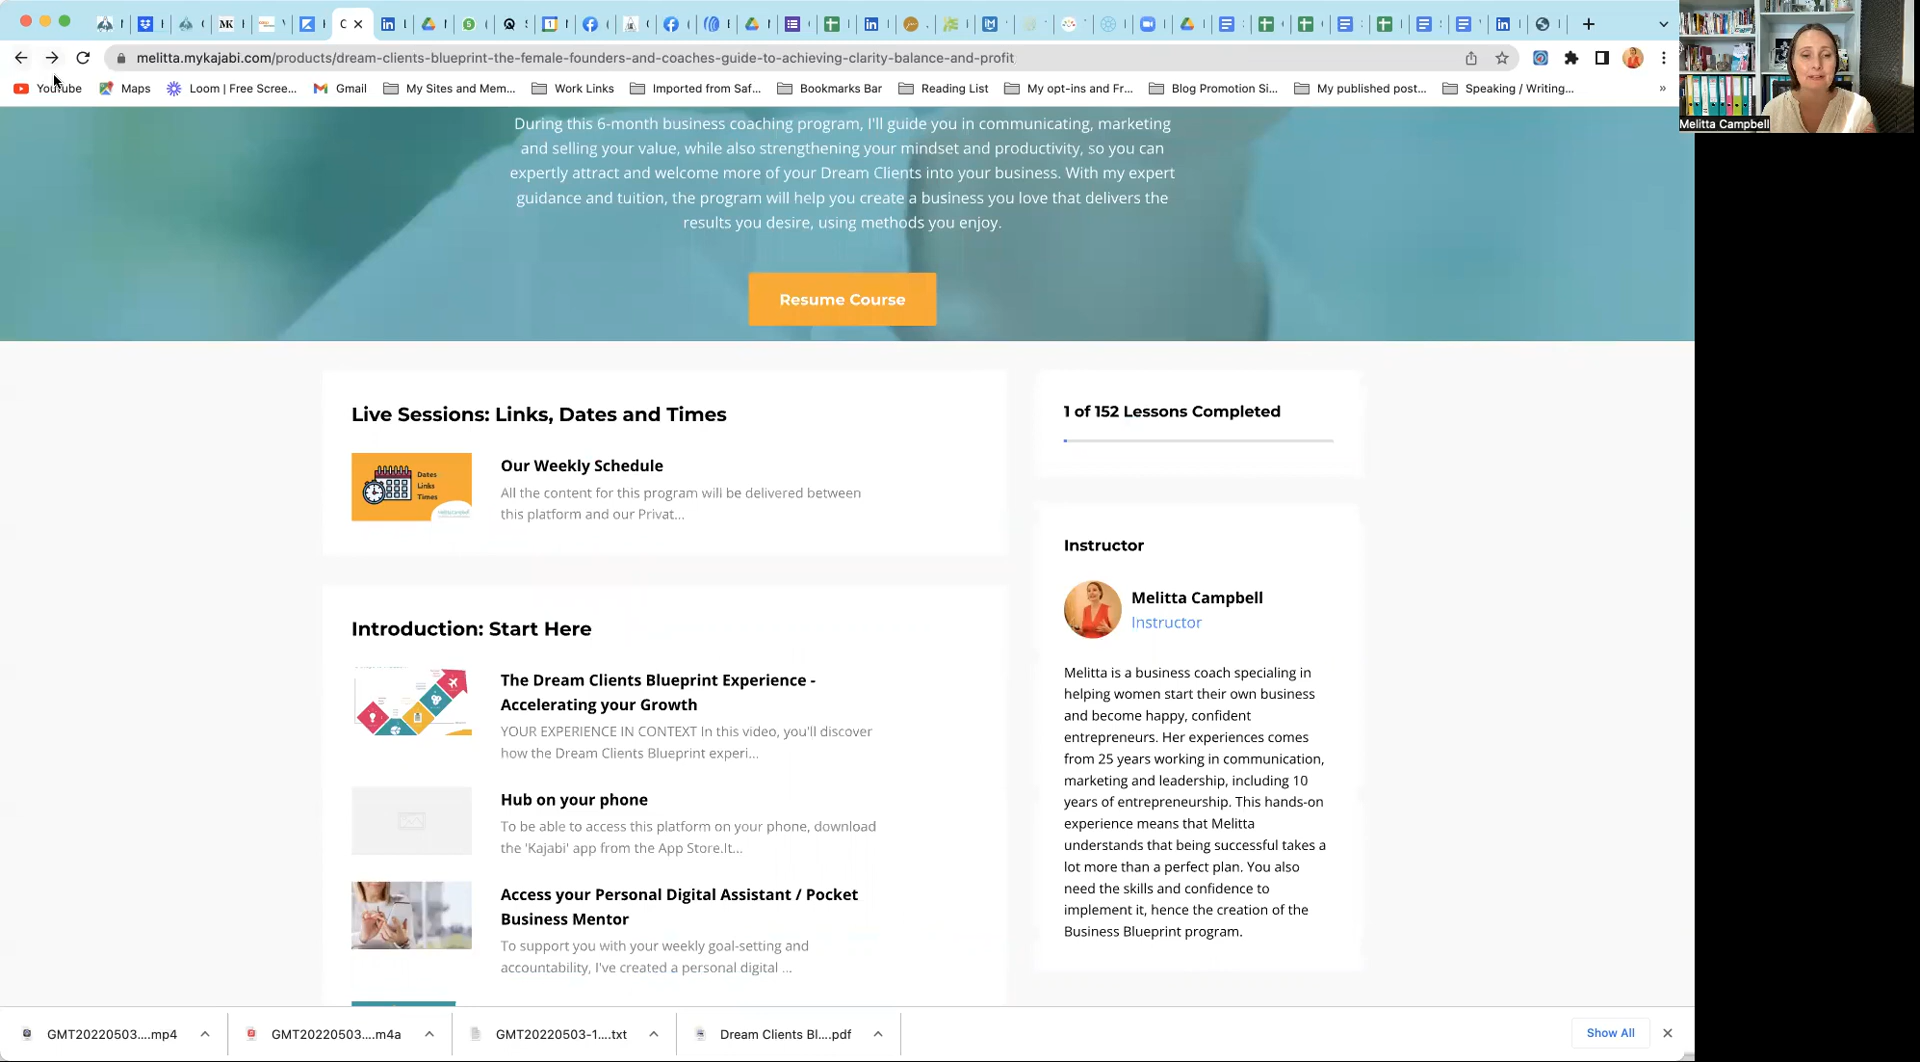 melitta.mykajabi.com/products/dream-clients-blueprint-the-female-founders-and-coaches-guide-to-achieving-clarity-balance-and-profit
YouTube Maps Loom | Free Scree... Gmail My Sites and Mem... Work Links Imported from Saf... Bookmarks Bar Reading List My opt-ins and Fr... Blog Promotion Si... My published post... Speaking / Writing... »
Melitta Campbell
During this 6-month business coaching program, I'll guide you in communicating, marketing
and selling your value, while also strengthening your mindset and productivity, so you can
expertly attract and welcome more of your Dream Clients into your business. With my expert
guidance and tuition, the program will help you create a business you love that delivers the
results you desire, using methods you enjoy.
Resume Course
Live Sessions: Links, Dates and Times
Dates
Links
Times
Our Weekly Schedule
All the content for this program will be delivered between
this platform and our Privat...
Introduction: Start Here
The Dream Clients Blueprint Experience -
Accelerating your Growth
YOUR EXPERIENCE IN CONTEXT In this video, you'll discover
how the Dream Clients Blueprint experi...
Hub on your phone
To be able to access this platform on your phone, download
the 'Kajabi' app from the App Store.It...
Access your Personal Digital Assistant / Pocket
Business Mentor
To support you with your weekly goal-setting and
accountability, I've created a personal digital ...
1 of 152 Lessons Completed
Instructor
Melitta Campbell
Instructor
Melitta is a business coach specialing in
helping women start their own business
and become happy, confident
entrepreneurs. Her experiences comes
from 25 years working in communication,
marketing and leadership, including 10
years of entrepreneurship. This hands-on
experience means that Melitta
understands that being successful takes a
lot more than a perfect plan. You also
need the skills and confidence to
implement it, hence the creation of the
Business Blueprint program.
GMT20220503....mp4 GMT20220503....m4a GMT20220503-1....txt Dream Clients Bl....pdf Show All